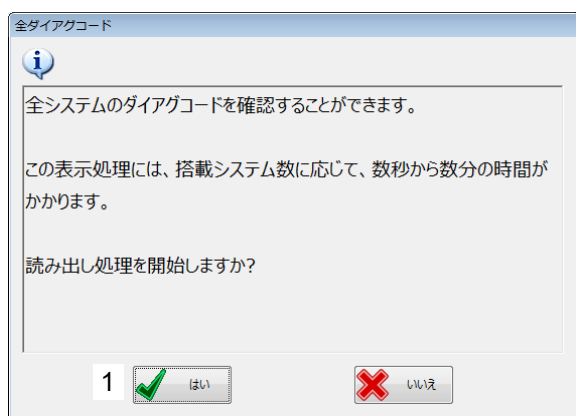 全ダイアグコード
全システムのダイアグコードを確認することができます。
この表示処理には、搭載システム数に応じて、数秒から数分の時間が
かかります。
読み出し処理を開始しますか?
1 はい いいえ